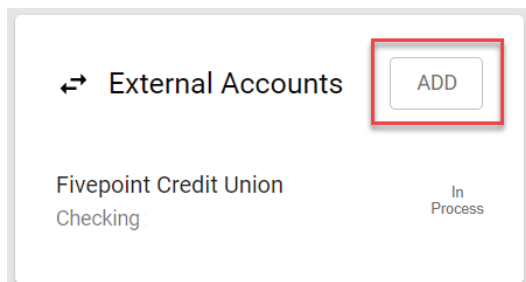 External Accounts
ADD
Fivepoint Credit Union
Checking
In
Process